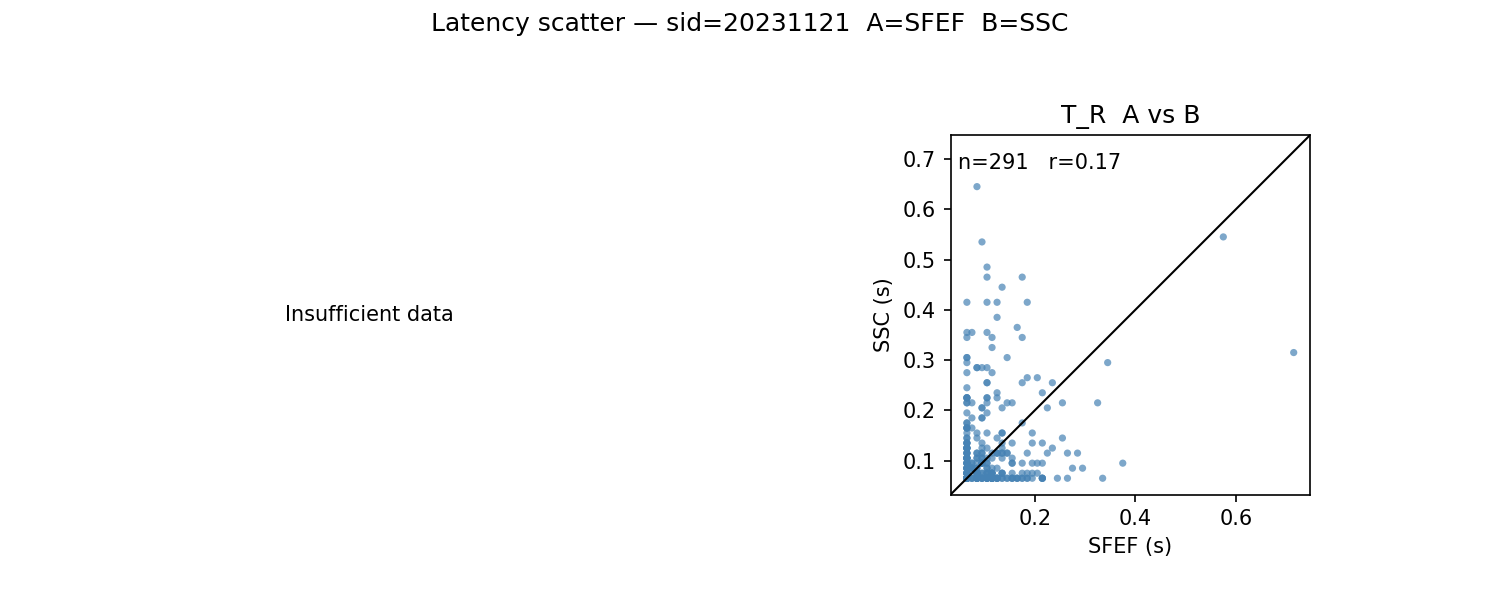 Latency scatter — sid=20231121  A=SFEF  B=SSC
Insufficient data
T_R  A vs B
n=291   r=0.17
0.7
0.6
0.5
0.4
0.3
0.2
0.1
SSC (s)
0.2
0.4
0.6
SFEF (s)